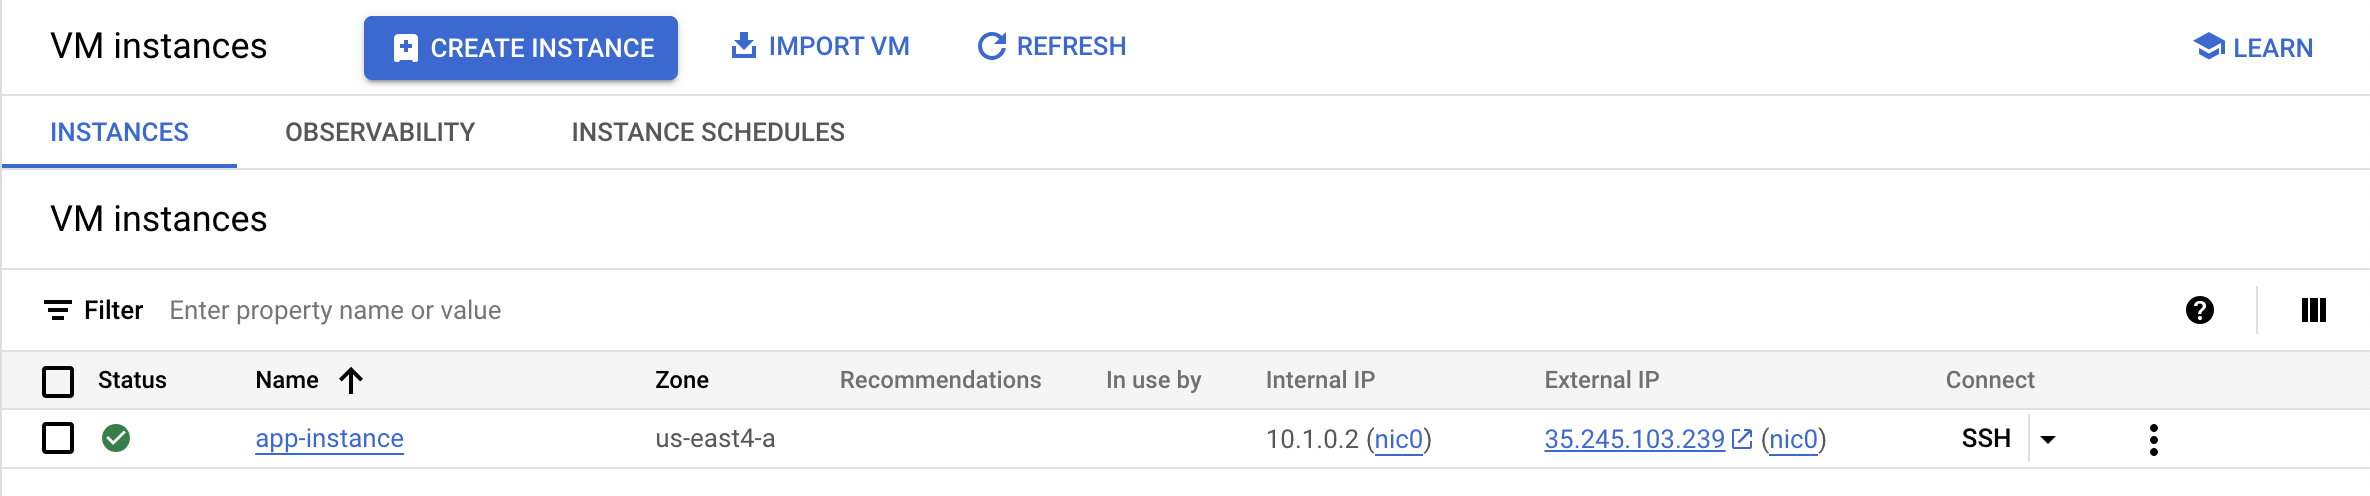 VM instances CREATE INSTANCE IMPORT VM REFRESH LEARN
INSTANCES OBSERVABILITY INSTANCE SCHEDULES
VM instances
Filter Enter property name or value
Status Name Zone Recommendations In use by Internal IP External IP Connect
app-instance us-east4-a 10.1.0.2 (nic0) 35.245.103.239 (nic0) SSH